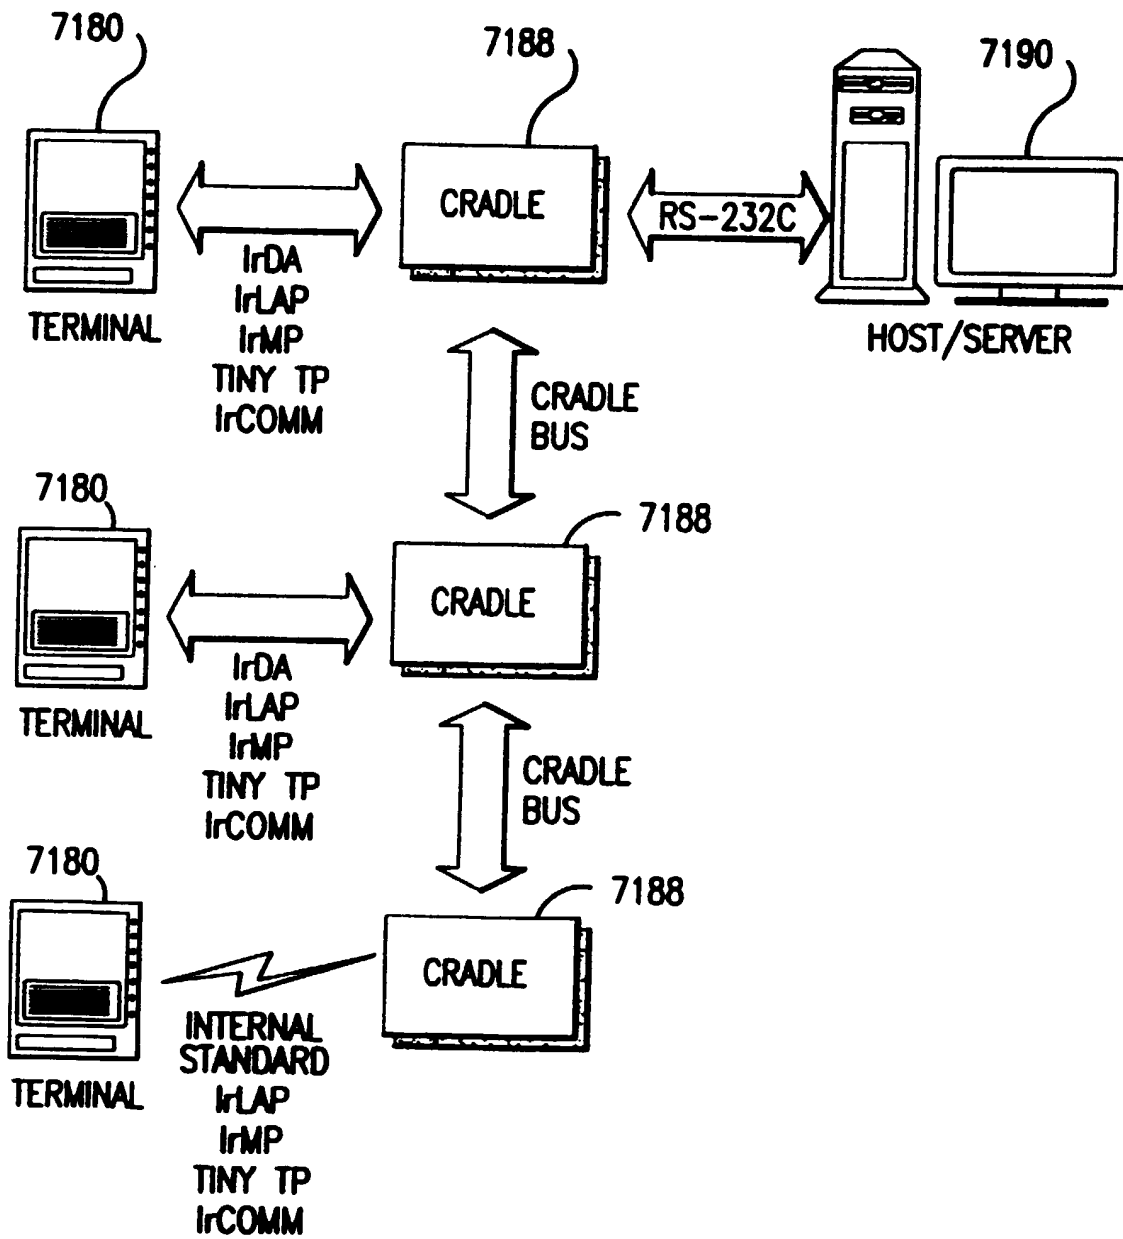 7180
7188
7190
CRADLE
RS-232C
IrDA
IrLAP
IrMP
TINY TP
IrCOMM
TERMINAL
HOST/SERVER
CRADLE
BUS
7180
7188
CRADLE
IrDA
IrLAP
IrMP
TINY TP
IrCOMM
TERMINAL
CRADLE
BUS
7180
7188
CRADLE
INTERNAL
STANDARD
IrLAP
IrMP
TINY TP
IrCOMM
TERMINAL